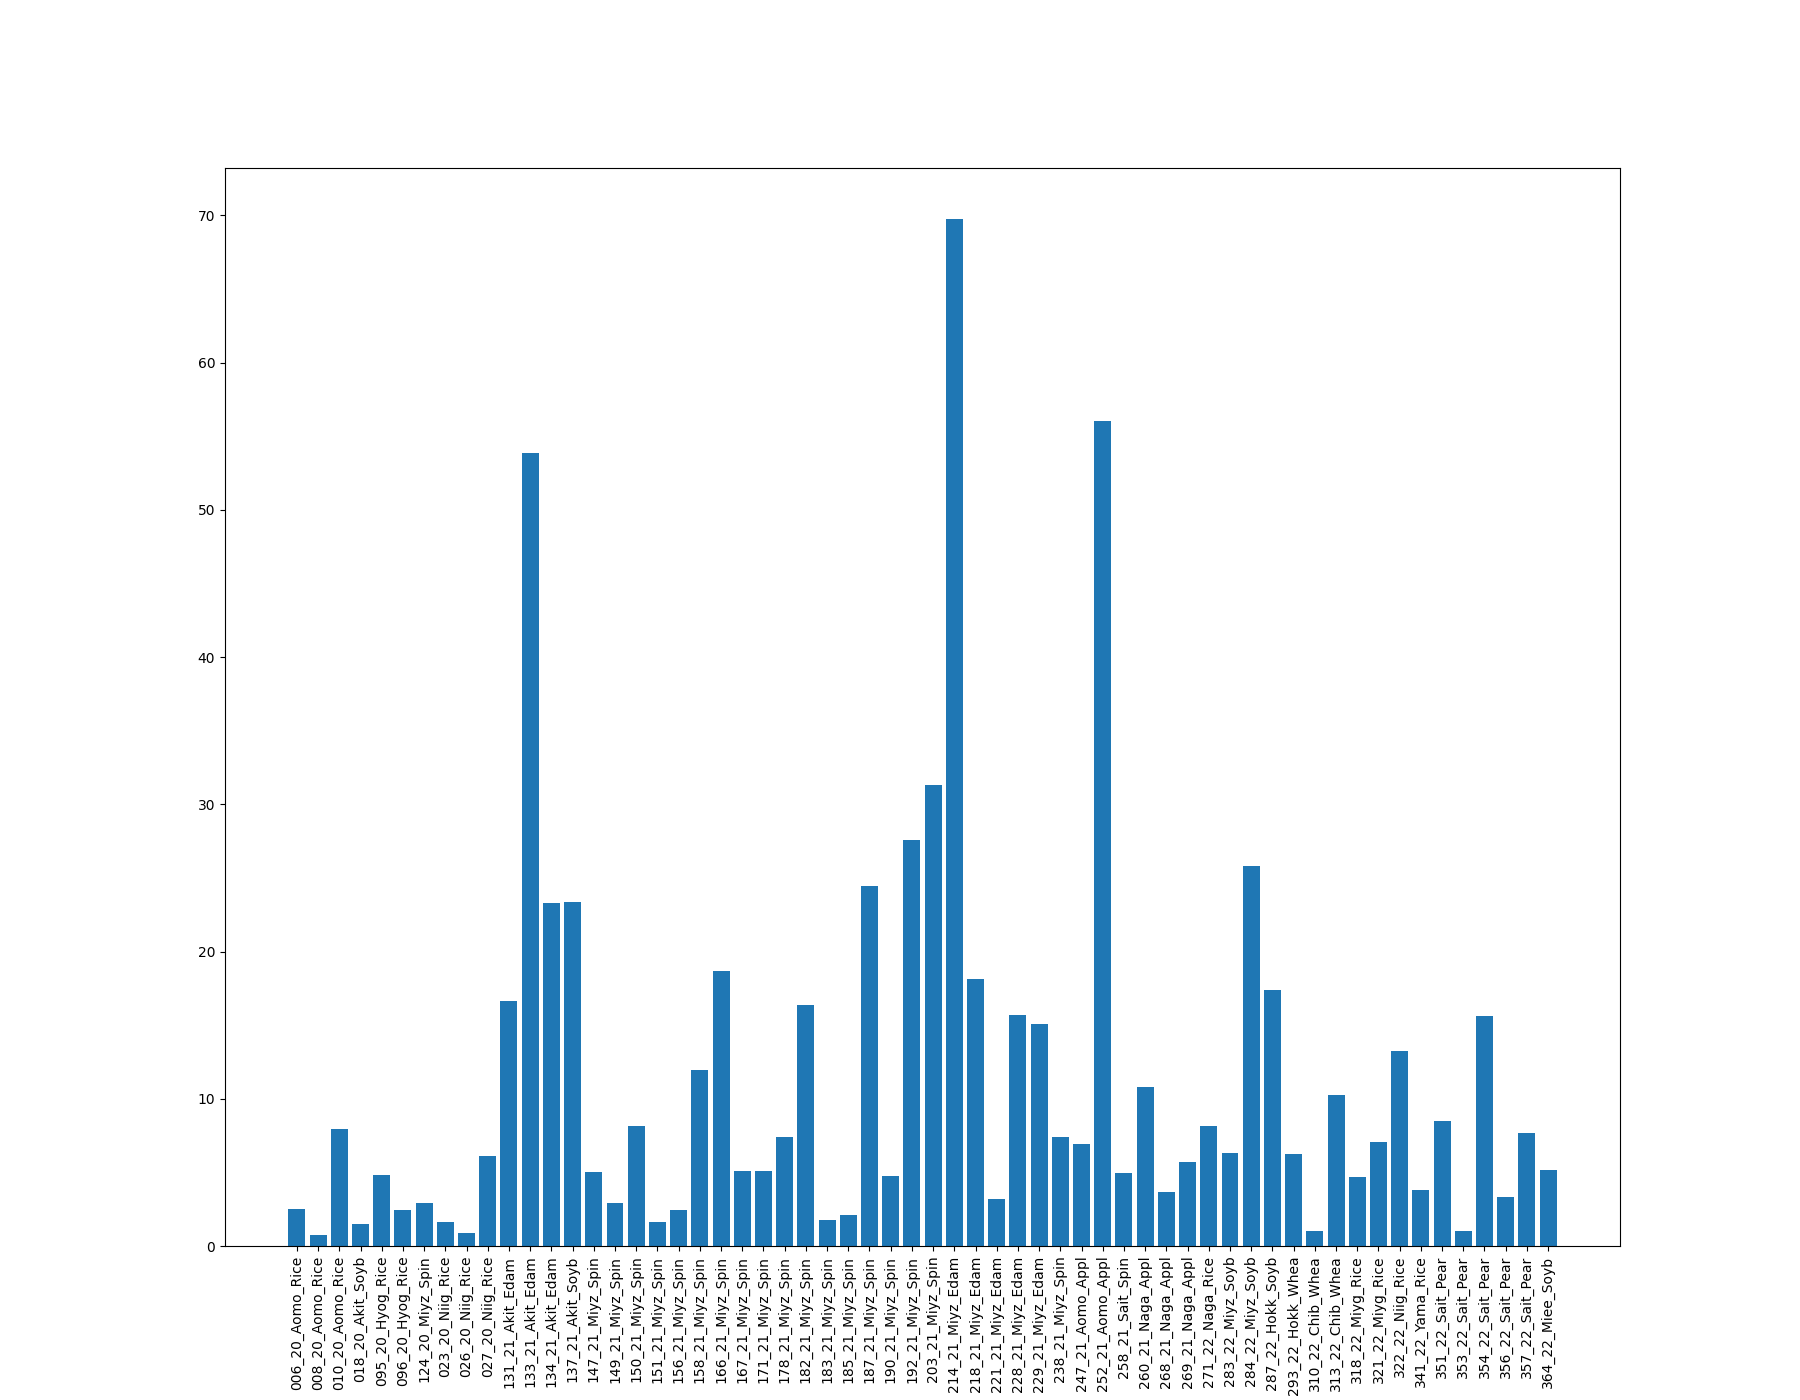 70
60
50
40
30
20
10
0
006_20_Aomo_Rice
008_20_Aomo_Rice
010_20_Aomo_Rice
018_20_Akit_Soyb
095_20_Hyog_Rice
096_20_Hyog_Rice
124_20_Miyz_Spin
023_20_Niig_Rice
026_20_Niig_Rice
027_20_Niig_Rice
131_21_Akit_Edam
133_21_Akit_Edam
134_21_Akit_Edam
137_21_Akit_Soyb
147_21_Miyz_Spin
149_21_Miyz_Spin
150_21_Miyz_Spin
151_21_Miyz_Spin
156_21_Miyz_Spin
158_21_Miyz_Spin
166_21_Miyz_Spin
167_21_Miyz_Spin
171_21_Miyz_Spin
178_21_Miyz_Spin
182_21_Miyz_Spin
183_21_Miyz_Spin
185_21_Miyz_Spin
187_21_Miyz_Spin
190_21_Miyz_Spin
192_21_Miyz_Spin
203_21_Miyz_Spin
214_21_Miyz_Edam
218_21_Miyz_Edam
221_21_Miyz_Edam
228_21_Miyz_Edam
229_21_Miyz_Edam
238_21_Miyz_Spin
247_21_Aomo_Appl
252_21_Aomo_Appl
258_21_Sait_Spin
260_21_Naga_Appl
268_21_Naga_Appl
269_21_Naga_Appl
271_22_Naga_Rice
283_22_Miyz_Soyb
284_22_Miyz_Soyb
287_22_Hokk_Soyb
293_22_Hokk_Whea
310_22_Chib_Whea
313_22_Chib_Whea
318_22_Miyg_Rice
321_22_Miyg_Rice
322_22_Niig_Rice
341_22_Yama_Rice
351_22_Sait_Pear
353_22_Sait_Pear
354_22_Sait_Pear
356_22_Sait_Pear
357_22_Sait_Pear
364_22_Miee_Soyb